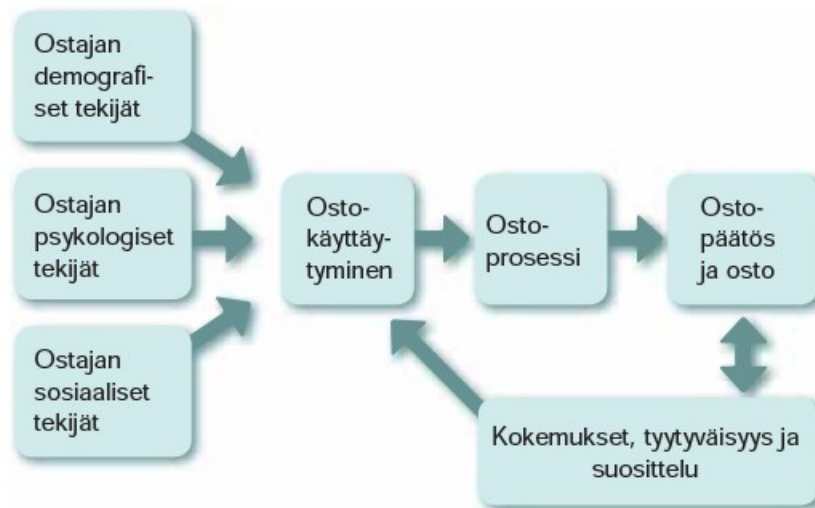 Ostajan
demografi-
set tekijät
Ostajan
psykologiset
tekijät
Ostajan
sosiaaliset
tekijät
Osto-
käyttäy-
tyminen
Osto-
prosessi
Osto-
päätös
ja osto
Kokemukset, tyytyväisyys ja
suosittelu